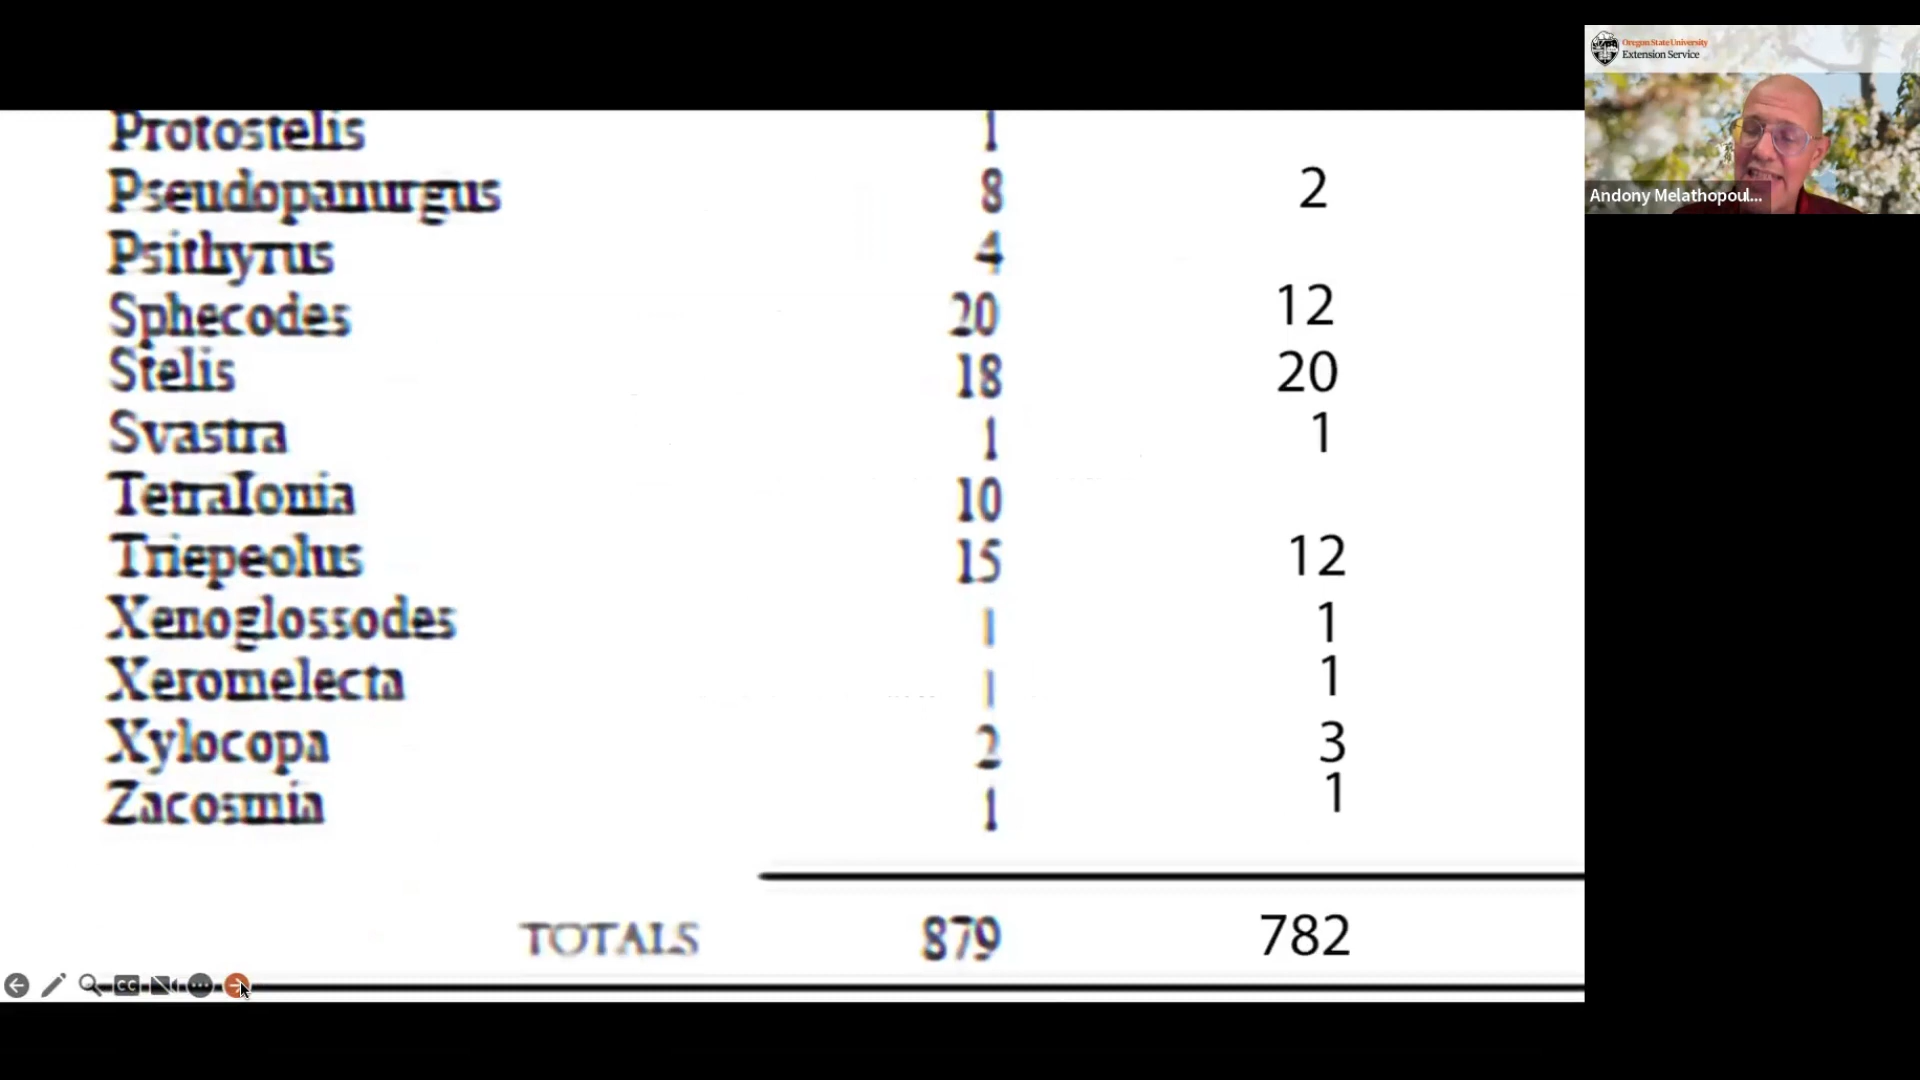 Oregon State University
Extension Service
Andony Melathopoul...
Protostelis 1
Pseudopanurgus 8 2
Psithyrus 4
Sphecodes 20 12
Stelis 18 20
Svastra 1 1
TetraIonia 10
Triepeolus 15 12
Xenoglossodes 1 1
Xeromelecta 1 1
Xylocopa 2 3
Zacosmia 1 1
TOTALS 879 782
CC